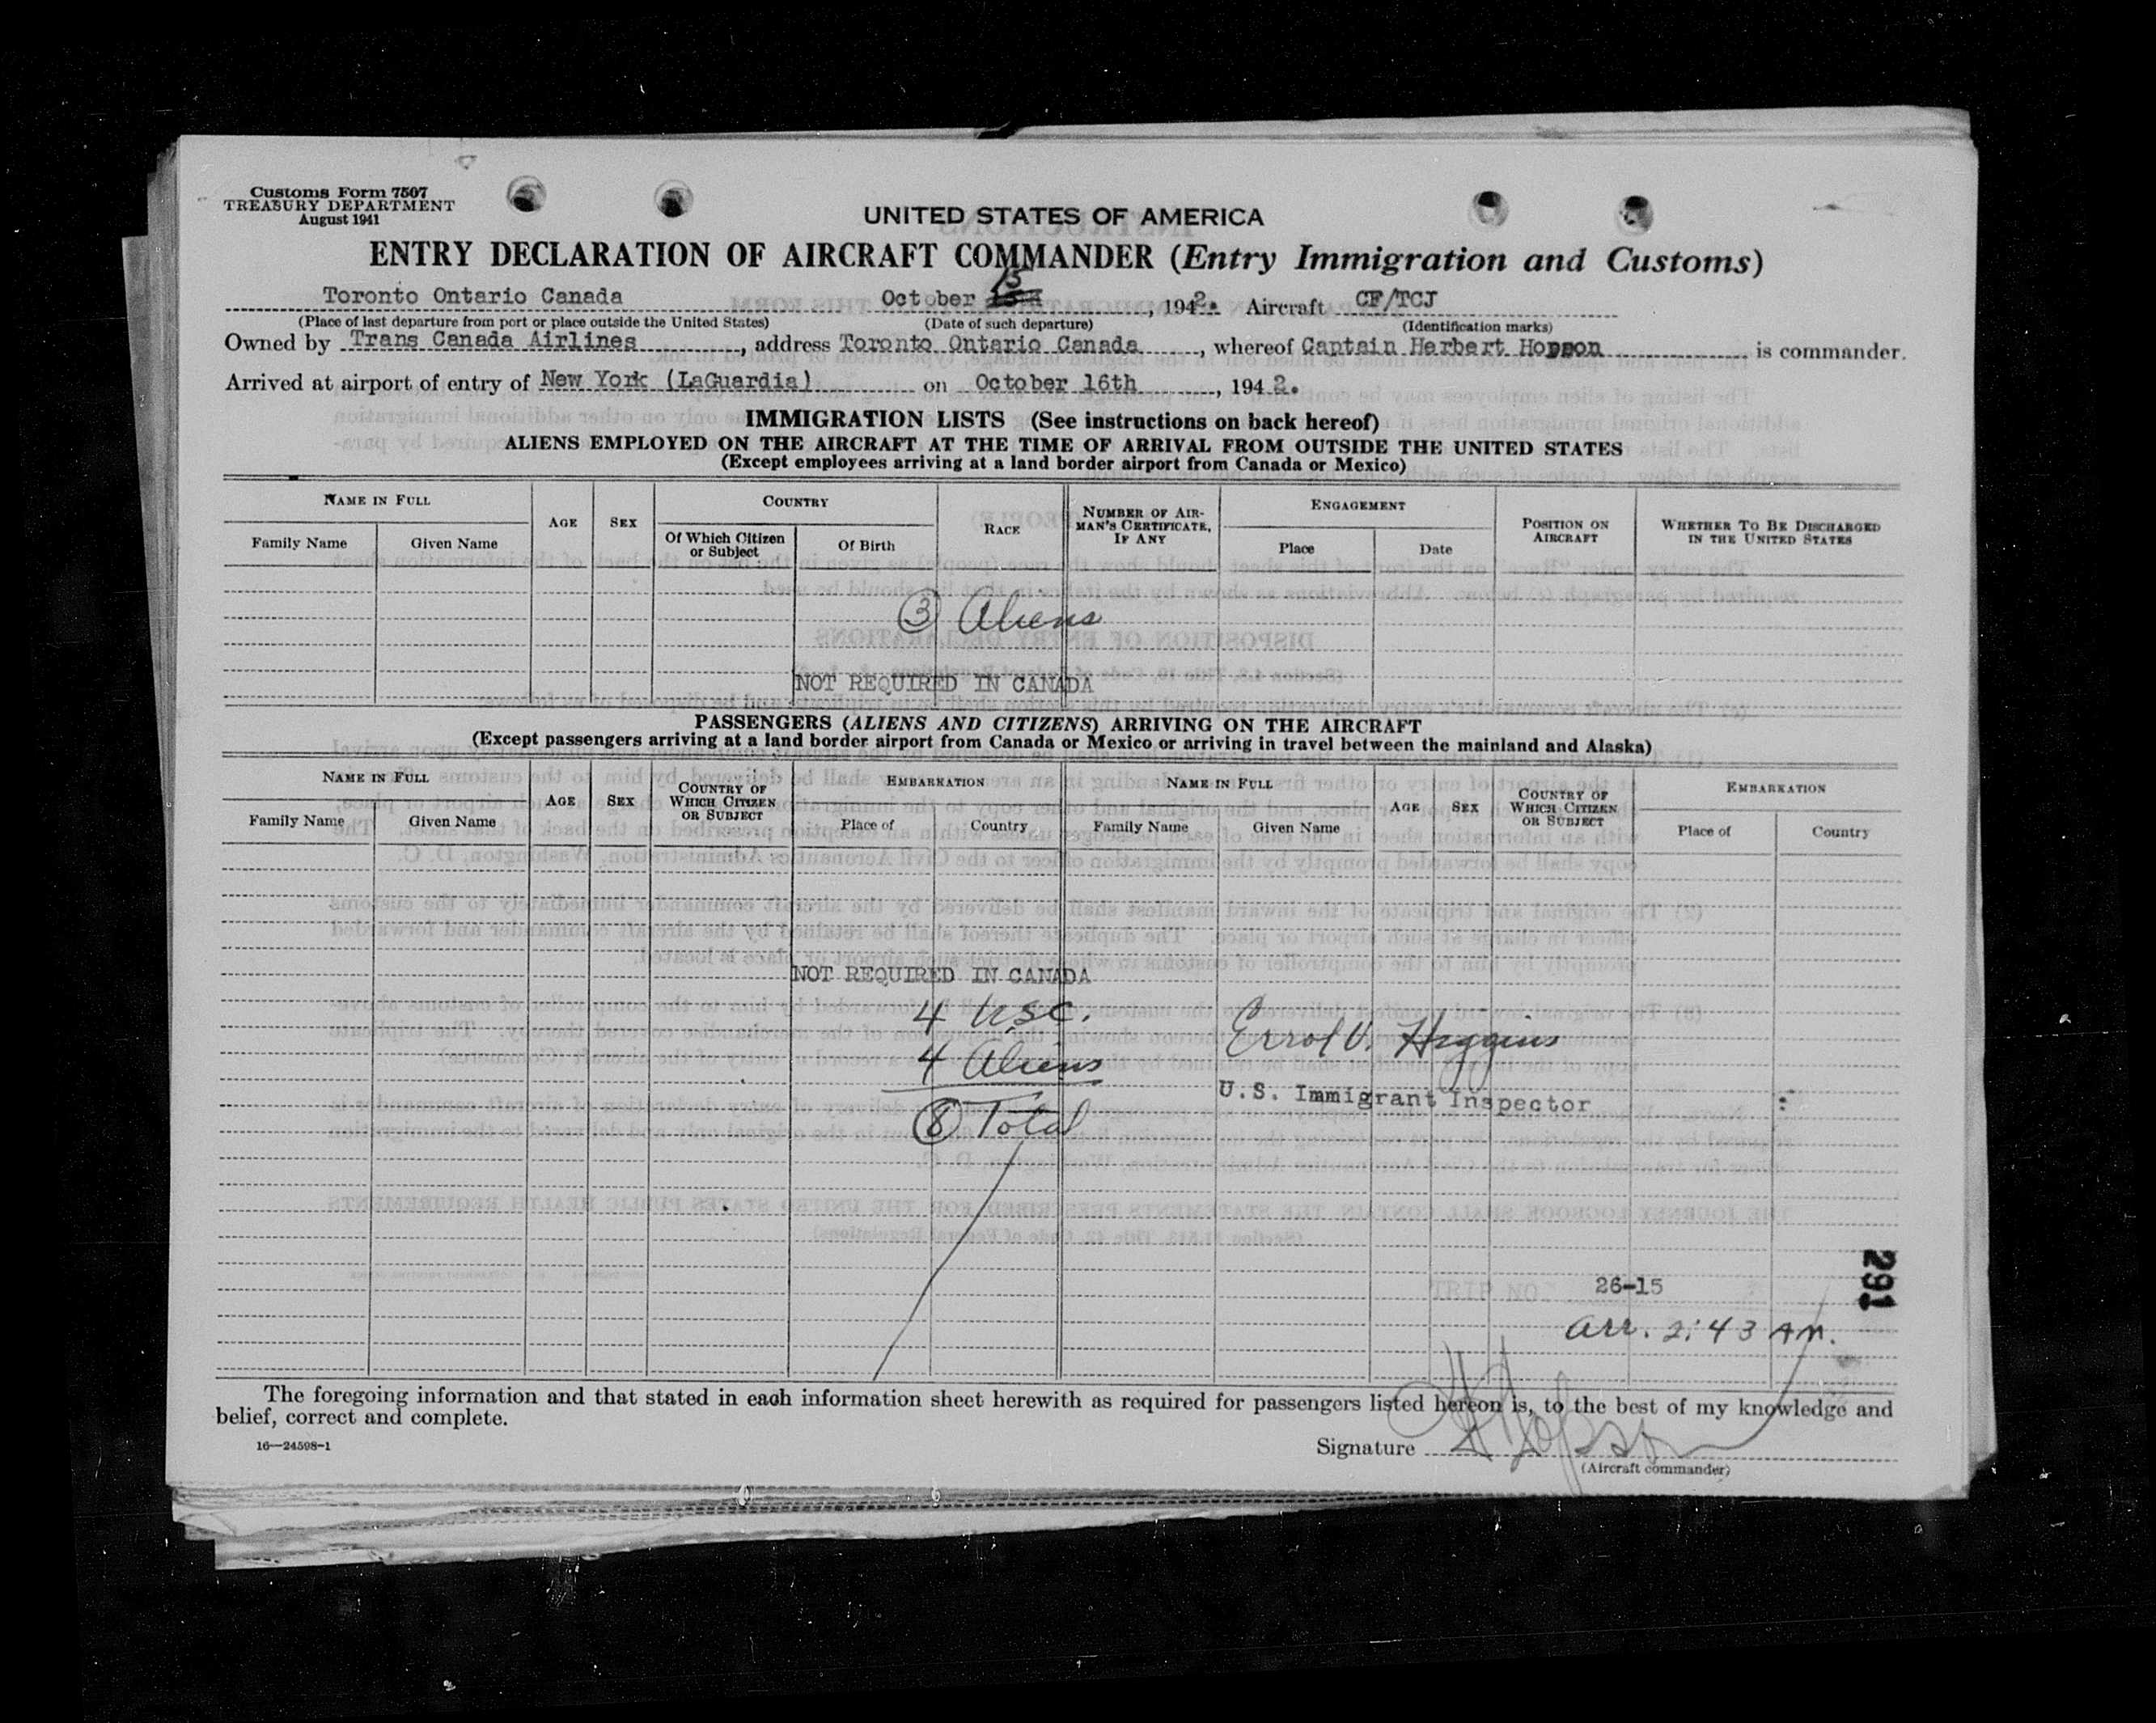 Customs Form 7507
TREASURY DEPARTMENT
August 1941
UNITED STATES OF AMERICA
ENTRY DECLARATION OF AIRCRAFT COMMANDER (Entry Immigration and Customs)
Toronto Ontario Canada October 15, 1942. Aircraft CF/TCJ
(Place of last departure from port or place outside the United States) (Date of such departure) (Identification marks)
Owned by Trans Canada Airlines, address Toronto Ontario Canada, whereof Captain Herbert Hopson is commander.
Arrived at airport of entry of New York (LaGuardia) on October 16th, 1942.
IMMIGRATION LISTS (See instructions on back hereof)
ALIENS EMPLOYED ON THE AIRCRAFT AT THE TIME OF ARRIVAL FROM OUTSIDE THE UNITED STATES
(Except employees arriving at a land border airport from Canada or Mexico)
NAME IN FULL AGE SEX COUNTRY RACE NUMBER OF AIRMAN'S CERTIFICATE, IF ANY ENGAGEMENT POSITION ON AIRCRAFT WHETHER TO BE DISCHARGED IN THE UNITED STATES
Family Name Given Name Of Which Citizen or Subject Of Birth Place Date
3 Aliens
NOT REQUIRED IN CANADA
PASSENGERS (ALIENS AND CITIZENS) ARRIVING ON THE AIRCRAFT
(Except passengers arriving at a land border airport from Canada or Mexico or arriving in travel between the mainland and Alaska)
NAME IN FULL AGE SEX COUNTRY OF WHICH CITIZEN OR SUBJECT EMBARKATION NAME IN FULL AGE SEX COUNTRY OF WHICH CITIZEN OR SUBJECT EMBARKATION
Family Name Given Name Place of Country Family Name Given Name Place of Country
NOT REQUIRED IN CANADA
4 USC.
Errol V. Higgins
4 Aliens
U.S. Immigrant Inspector
8 Total
291
TRIP NO. 26-15
Arr. 2:43 AM.
The foregoing information and that stated in each information sheet herewith as required for passengers listed hereon is, to the best of my knowledge and
belief, correct and complete.
16—24598-1
Signature H Hopson
(Aircraft commander)